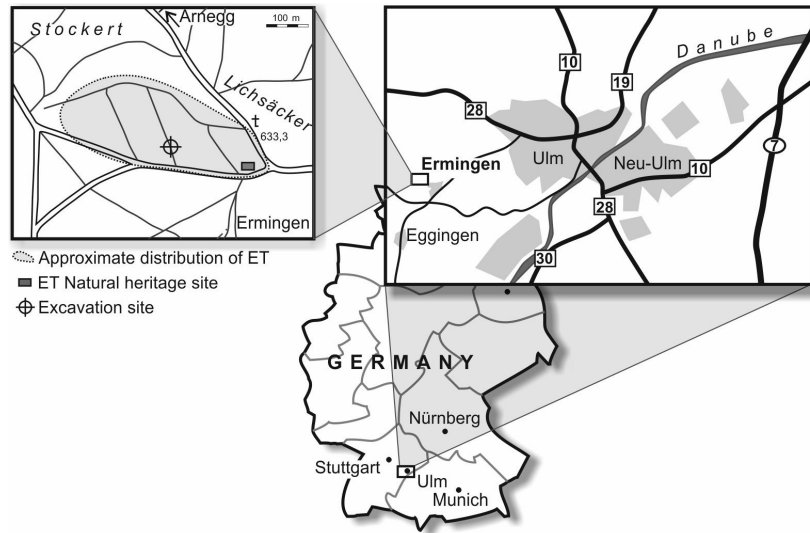 Arnegg
100 m
Stockert
Lichsäcker
633,3
Ermingen
Approximate distribution of ET
ET Natural heritage site
Excavation site
Danube
10
19
28
Ermingen
Ulm
Neu-Ulm
7
10
28
Eggingen
30
GERMANY
Nürnberg
Stuttgart
Ulm
Munich